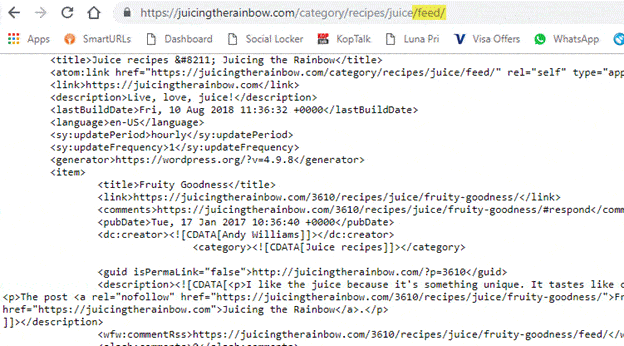 https://juicingtherainbow.com/category/recipes/juice/feed/
Apps SmartURLs Dashboard Social Locker KopTalk Luna Pri Visa Offers WhatsApp
<title>Juice recipes &#8211; Juicing the Rainbow</title>
<atom:link href="https://juicingtherainbow.com/category/recipes/juice/feed/" rel="self" type="app
<link>https://juicingtherainbow.com</link>
<description>Live, love, juice!</description>
<lastBuildDate>Fri, 10 Aug 2018 11:36:32 +0000</lastBuildDate>
<language>en-US</language>
<sy:updatePeriod>hourly</sy:updatePeriod>
<sy:updateFrequency>1</sy:updateFrequency>
<generator>https://wordpress.org/?v=4.9.8</generator>
<item>
<title>Fruity Goodness</title>
<link>https://juicingtherainbow.com/3610/recipes/juice/fruity-goodness/</link>
<comments>https://juicingtherainbow.com/3610/recipes/juice/fruity-goodness/#respond</comm
<pubDate>Tue, 17 Jan 2017 10:36:40 +0000</pubDate>
<dc:creator><![CDATA[Andy Williams]]></dc:creator>
<category><![CDATA[Juice recipes]]></category>
<guid isPermaLink="false">http://juicingtherainbow.com/?p=3610</guid>
<description><![CDATA[<p>I like the juice because it's something unique. It tastes like
<p>The post <a rel="nofollow" href="https://juicingtherainbow.com/3610/recipes/juice/fruity-goodness/">Fr
href="https://juicingtherainbow.com">Juicing the Rainbow</a>.</p>
]]></description>
<wfw:commentRss>https://juicingtherainbow.com/3610/recipes/juice/fruity-goodness/feed/</w